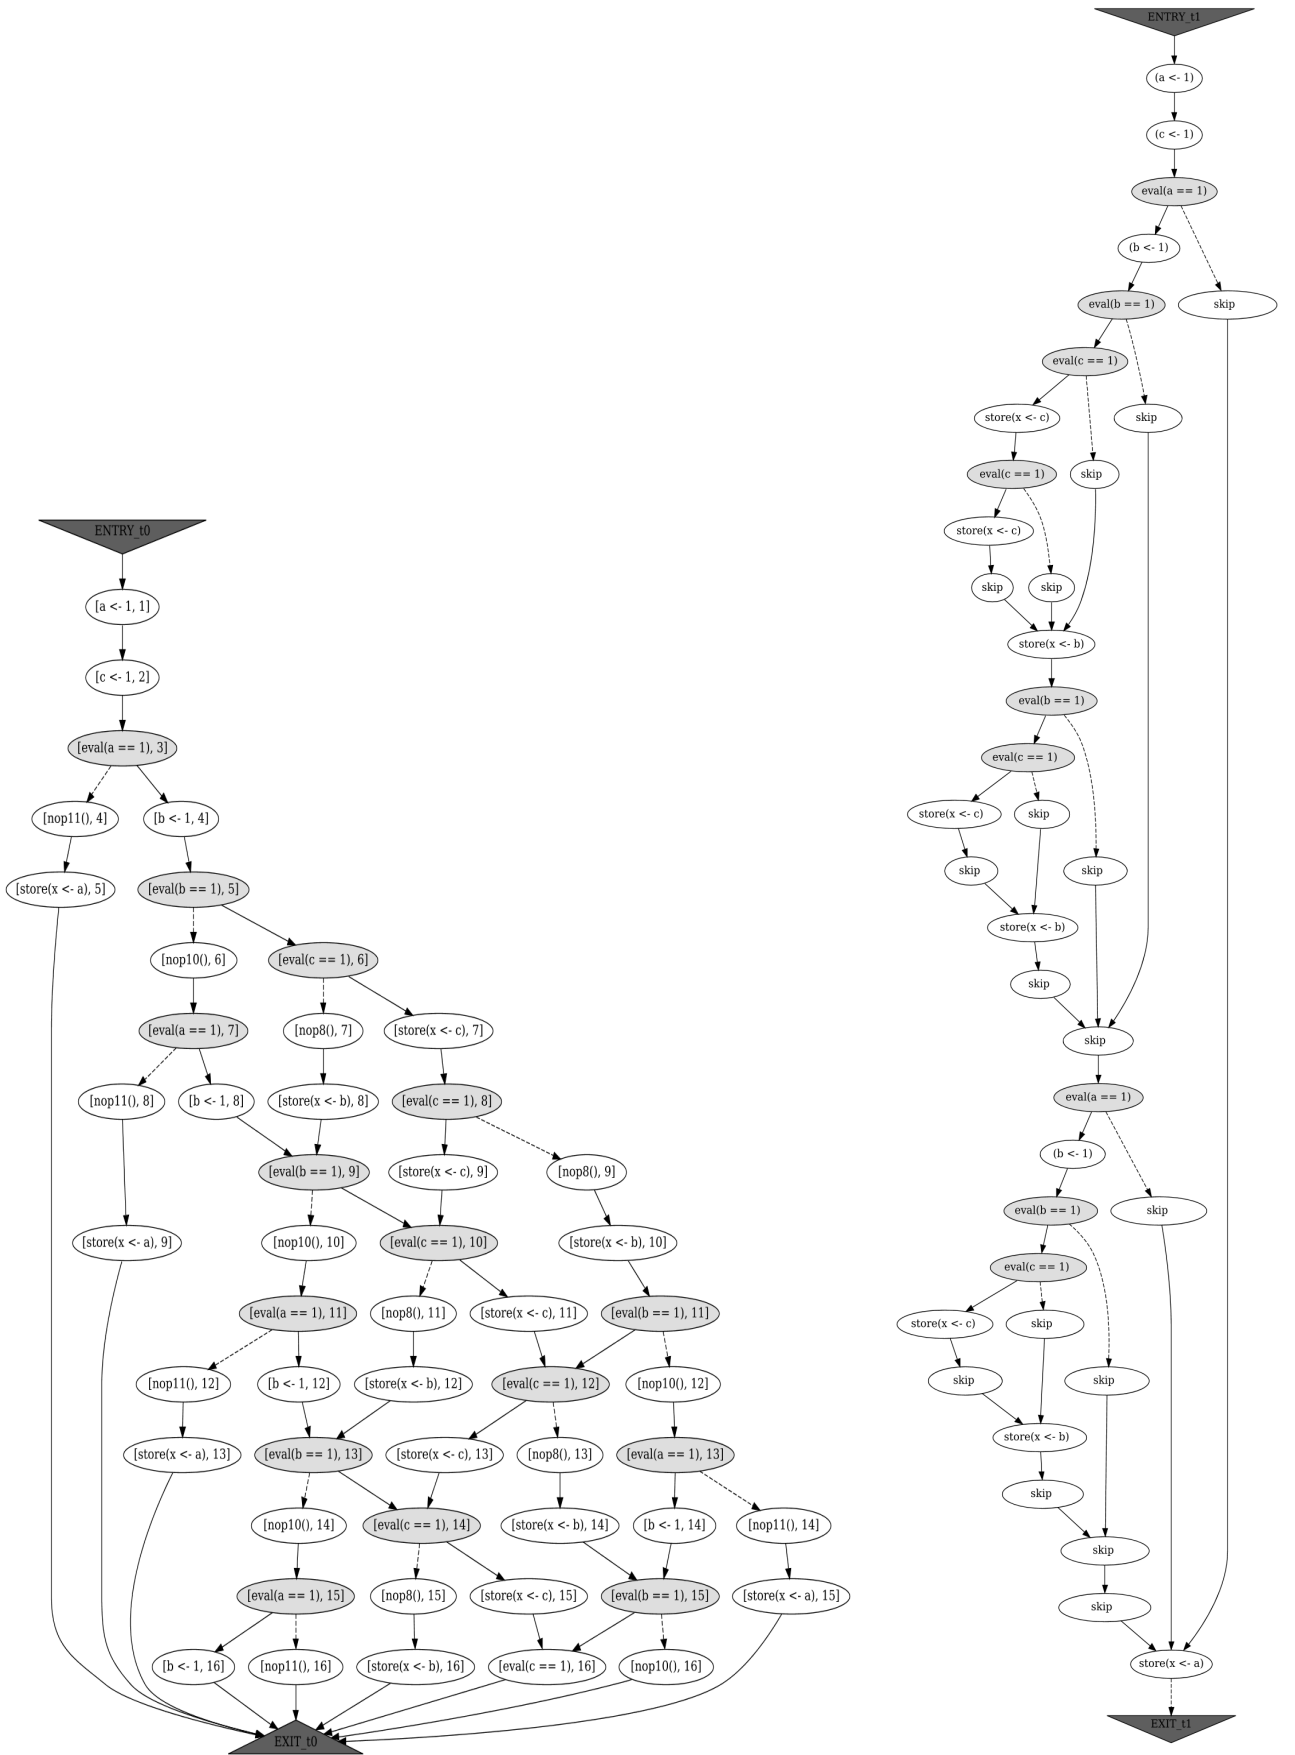 ENTRY_t1
(a <- 1)
(c <- 1)
eval(a == 1)
(b <- 1)
eval(b == 1)
skip
eval(c == 1)
store(x <- c)
skip
eval(c == 1)
skip
ENTRY_t0
store(x <- c)
skip
skip
[a <- 1, 1]
store(x <- b)
[c <- 1, 2]
eval(b == 1)
[eval(a == 1), 3]
eval(c == 1)
[nop11(), 4]
[b <- 1, 4]
store(x <- c)
skip
skip
skip
[store(x <- a), 5]
[eval(b == 1), 5]
store(x <- b)
[nop10(), 6]
[eval(c == 1), 6]
skip
[eval(a == 1), 7]
[nop8(), 7]
[store(x <- c), 7]
skip
[nop11(), 8]
[b <- 1, 8]
[store(x <- b), 8]
[eval(c == 1), 8]
eval(a == 1)
(b <- 1)
[eval(b == 1), 9]
[store(x <- c), 9]
[nop8(), 9]
eval(b == 1)
skip
[store(x <- a), 9]
[nop10(), 10]
[eval(c == 1), 10]
[store(x <- b), 10]
eval(c == 1)
[eval(a == 1), 11]
[nop8(), 11]
[store(x <- c), 11]
[eval(b == 1), 11]
store(x <- c)
skip
[nop11(), 12]
[b <- 1, 12]
[store(x <- b), 12]
[eval(c == 1), 12]
[nop10(), 12]
skip
skip
store(x <- b)
[store(x <- a), 13]
[eval(b == 1), 13]
[store(x <- c), 13]
[nop8(), 13]
[eval(a == 1), 13]
skip
[nop10(), 14]
[eval(c == 1), 14]
[store(x <- b), 14]
[b <- 1, 14]
[nop11(), 14]
skip
[eval(a == 1), 15]
[nop8(), 15]
[store(x <- c), 15]
[eval(b == 1), 15]
[store(x <- a), 15]
skip
[b <- 1, 16]
[nop11(), 16]
[store(x <- b), 16]
[eval(c == 1), 16]
[nop10(), 16]
store(x <- a)
EXIT_t0
EXIT_t1